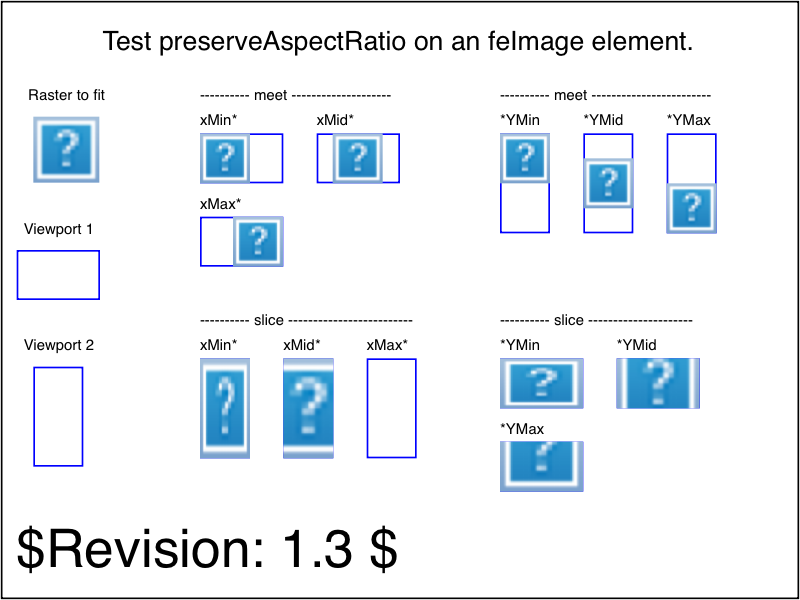 Test preserveAspectRatio on an feImage element.
Raster to fit
---------- meet --------------------
---------- meet ------------------------
xMin*
xMid*
*YMin
*YMid
*YMax
?
?
?
?
?
?
xMax*
?
Viewport 1
Viewport 2
---------- slice -------------------------
---------- slice ---------------------
xMin*
xMid*
xMax*
*YMin
*YMid
?
?
?
?
*YMax
?
$Revision: 1.3 $